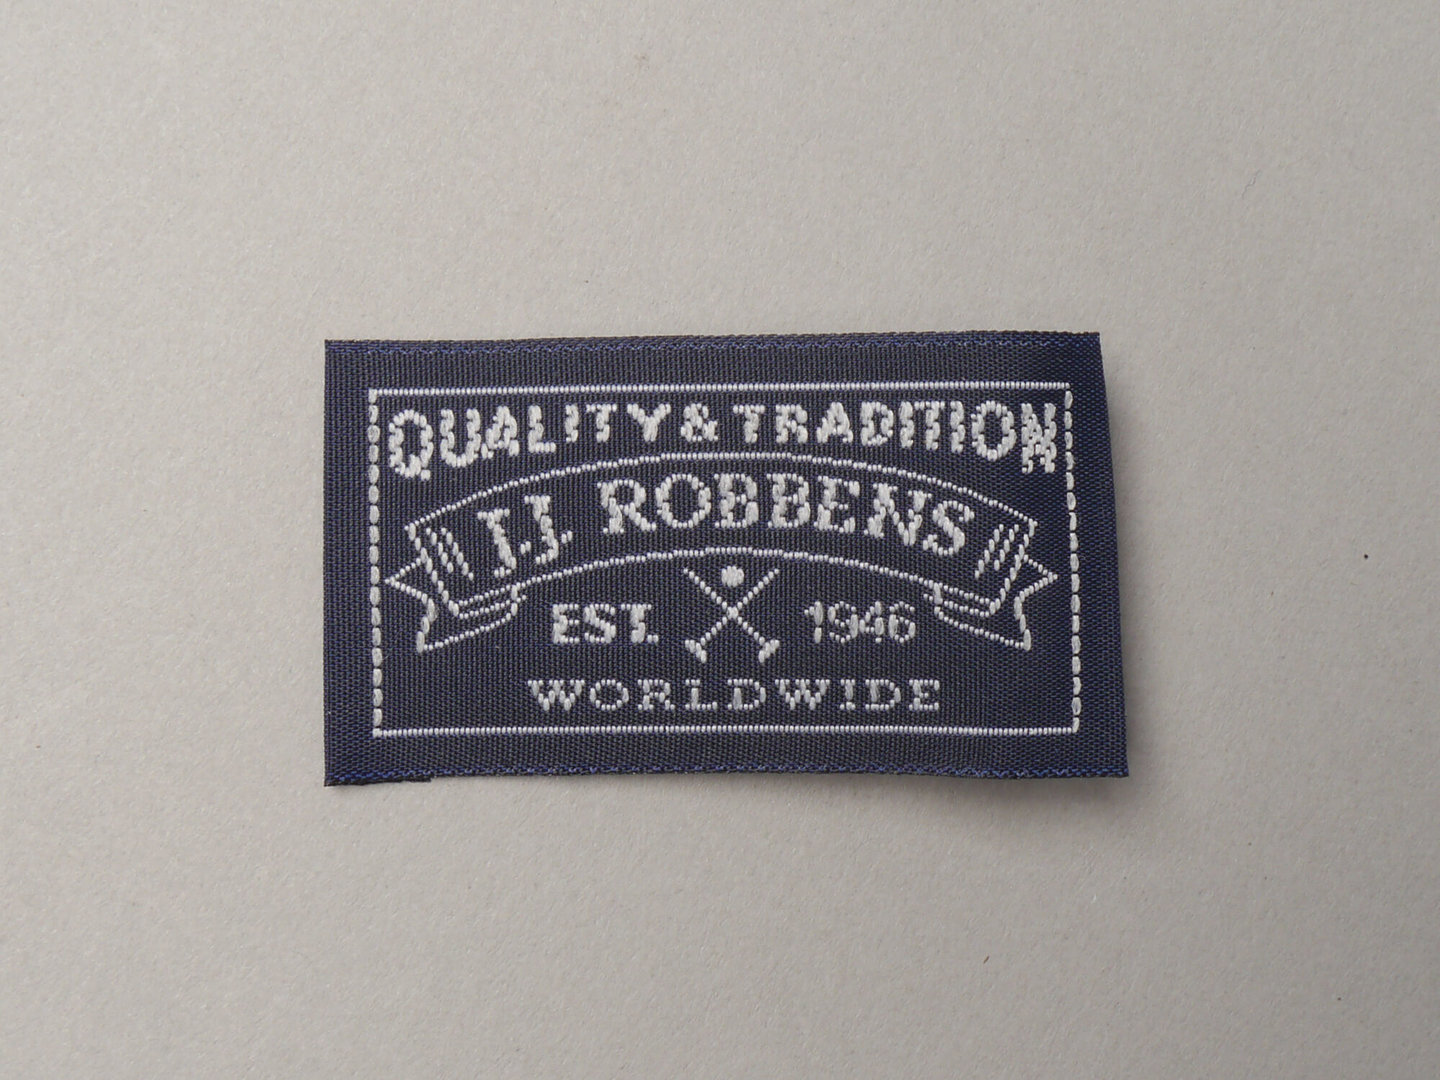 QUALITY & TRADITION
J.J. ROBBENS
EST. 1946
WORLDWIDE